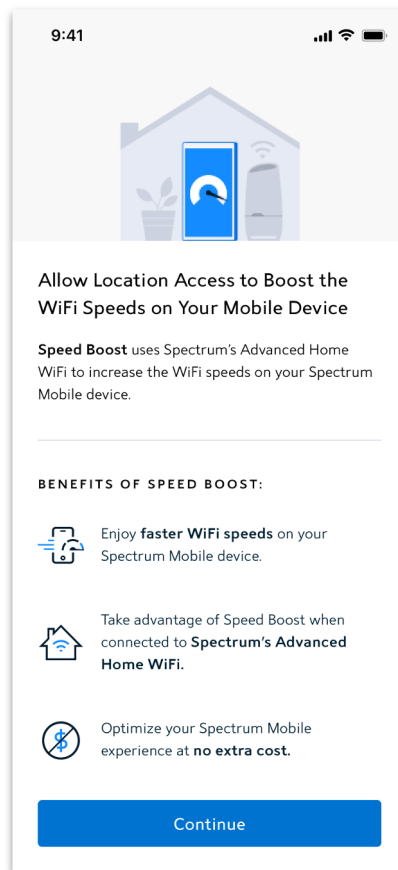 9:41
Allow Location Access to Boost the
WiFi Speeds on Your Mobile Device
Speed Boost uses Spectrum's Advanced Home
WiFi to increase the WiFi speeds on your Spectrum
Mobile device.
BENEFITS OF SPEED BOOST:
Enjoy faster WiFi speeds on your
Spectrum Mobile device.
Take advantage of Speed Boost when
connected to Spectrum's Advanced
Home WiFi.
Optimize your Spectrum Mobile
experience at no extra cost.
Continue